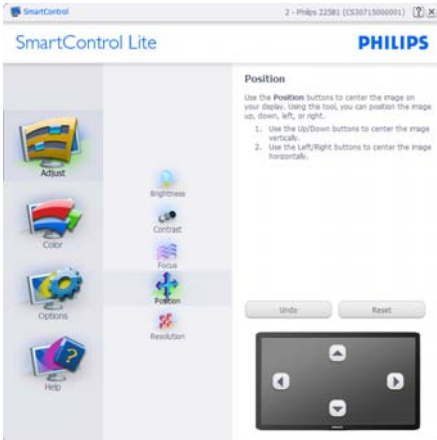 SmartControl
2 - Philips 225B1 (CS30715000001)
SmartControl Lite
PHILIPS
Adjust
Color
Options
Help
Brightness
Contrast
Focus
Position
Resolution
Position
Use the Position buttons to center the image on
your display. Using this tool, you can position the image
up, down, left, or right.
1. Use the Up/Down buttons to center the image
vertically.
2. Use the Left/Right buttons to center the image
horizontally.
Undo
Reset